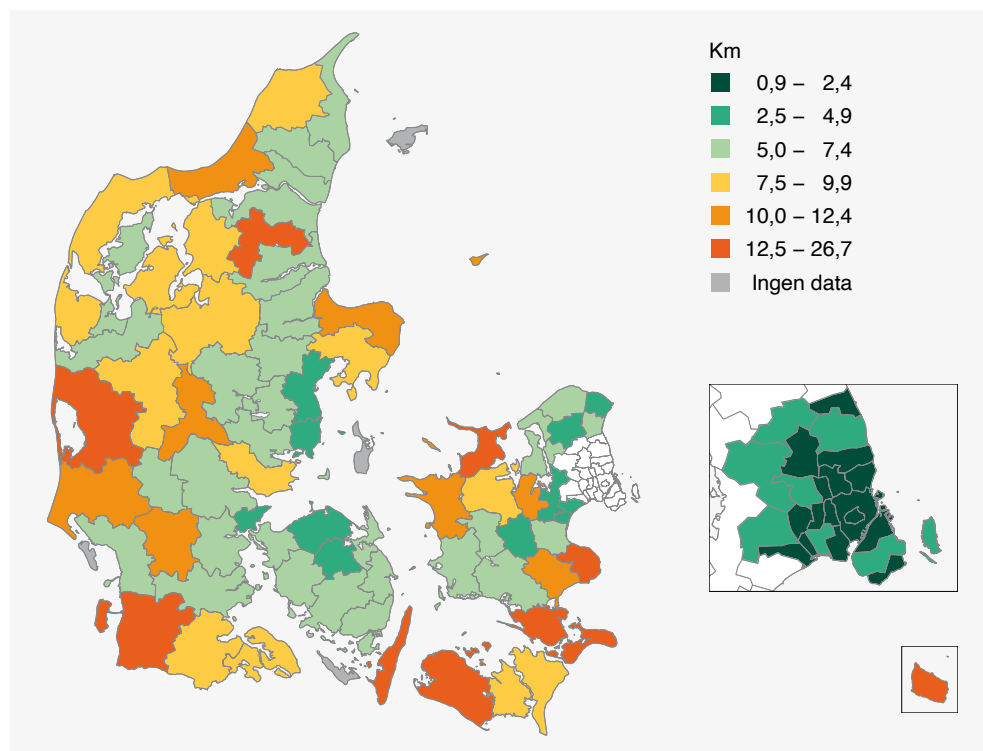 Km
0,9 – 2,4
2,5 – 4,9
5,0 – 7,4
7,5 – 9,9
10,0 – 12,4
12,5 – 26,7
Ingen data